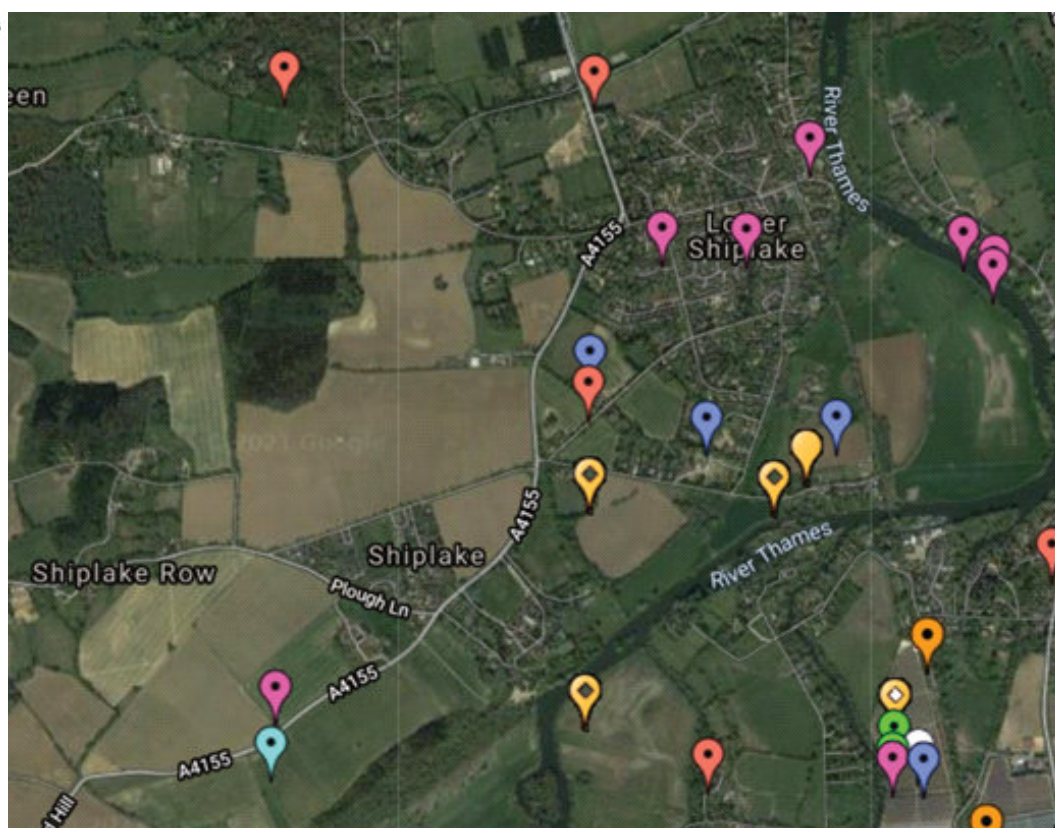 een
River Thames
Lower
Shiplake
A4155
2021 Google
A4155
Shiplake
River Thames
Shiplake Row
Plough Ln
A4155
A4155
d Hill